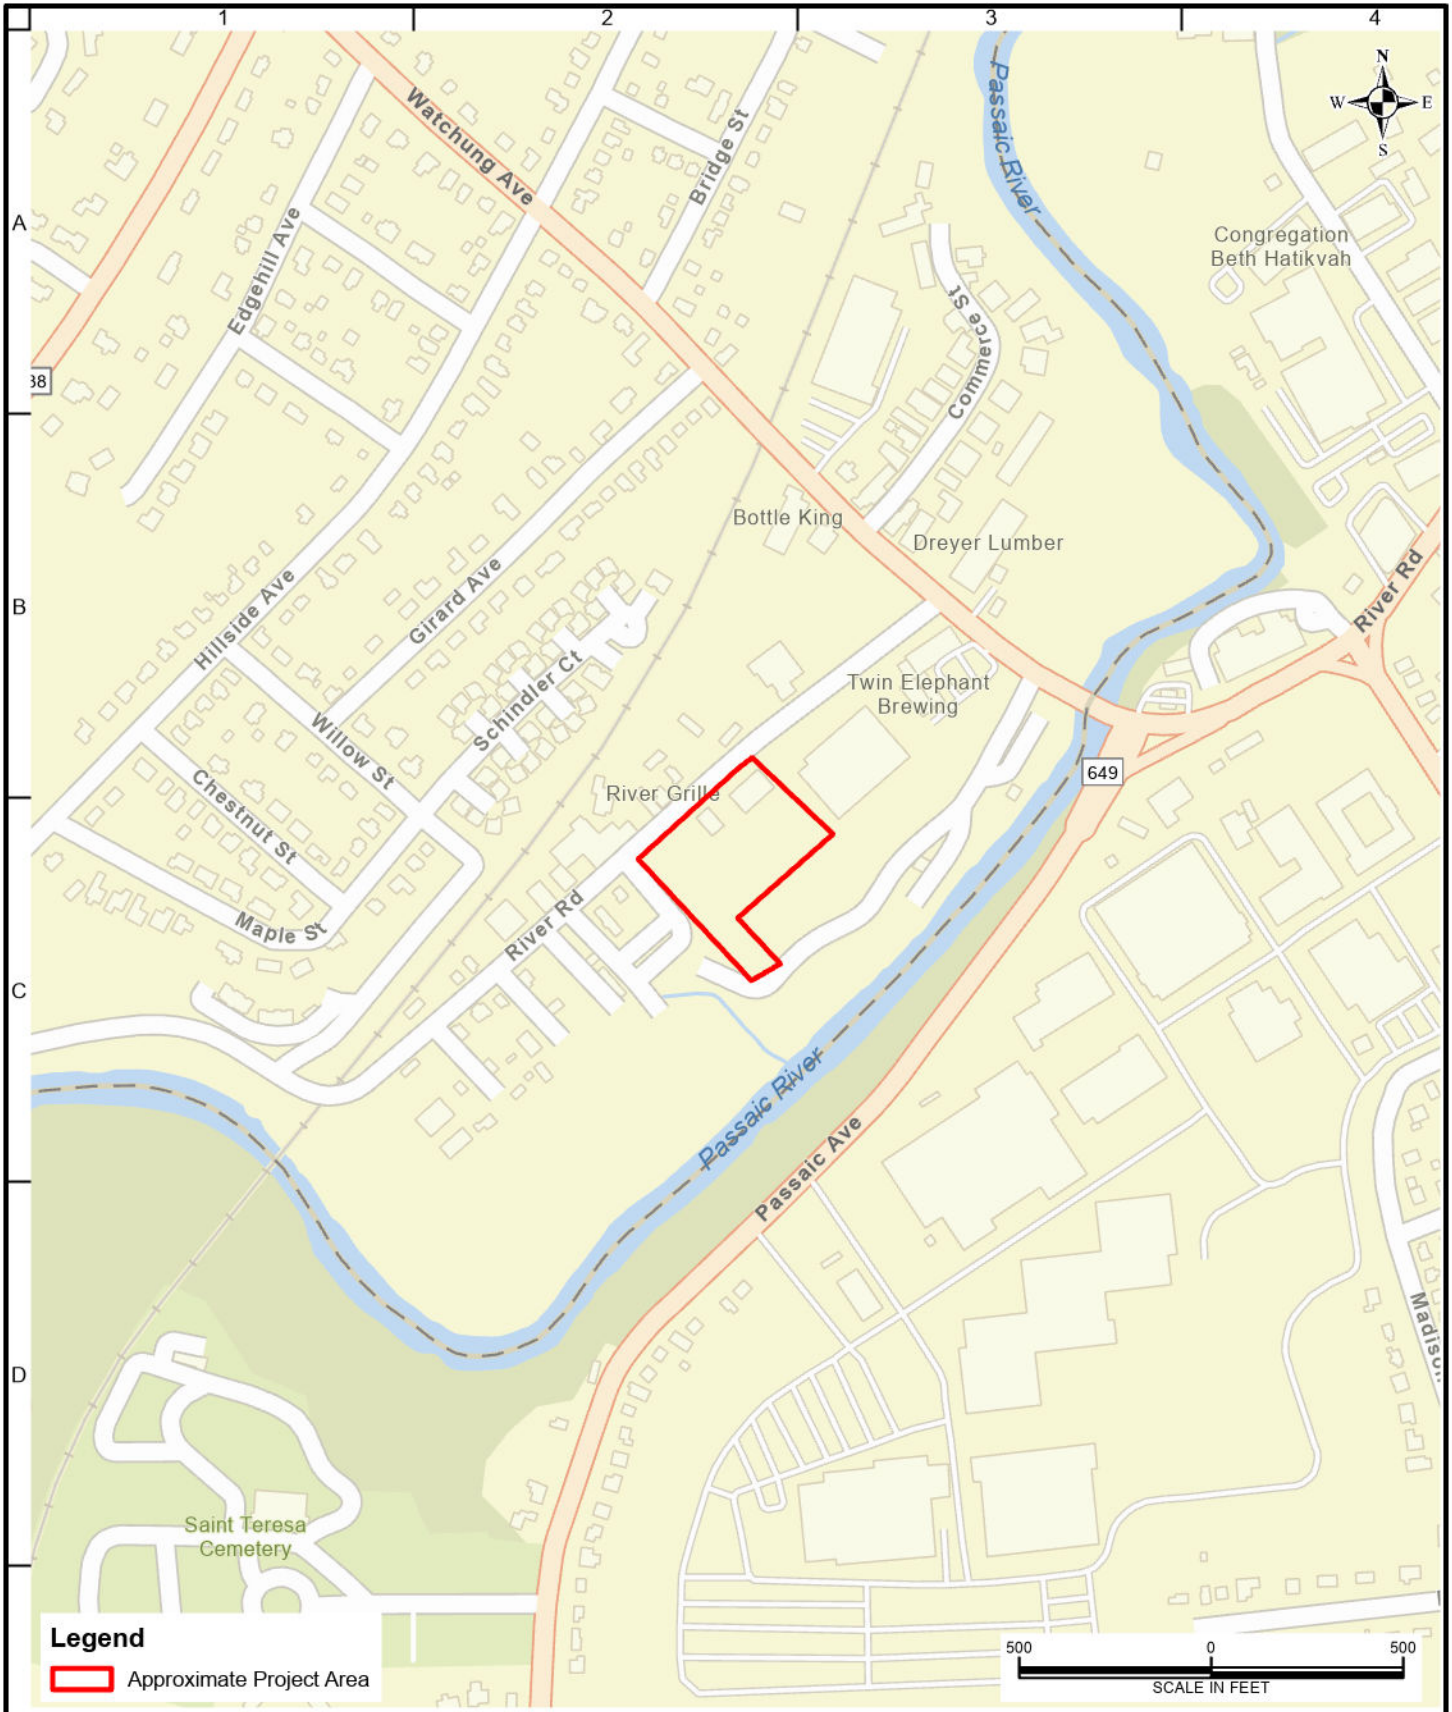 1
2
3
4
N
W
E
S
Passaic River
Watchung Ave
Bridge St
A
Congregation
Beth Hatikvah
Edgehill Ave
Commerce St
38
Bottle King
Dreyer Lumber
River Rd
B
Hillside Ave
Girard Ave
Schindler Ct
Twin Elephant
Brewing
Willow St
649
River Grille
Chestnut St
Maple St
River Rd
C
Passaic River
Passaic Ave
Madison
D
Saint Teresa
Cemetery
Legend
Approximate Project Area
500
0
500
SCALE IN FEET